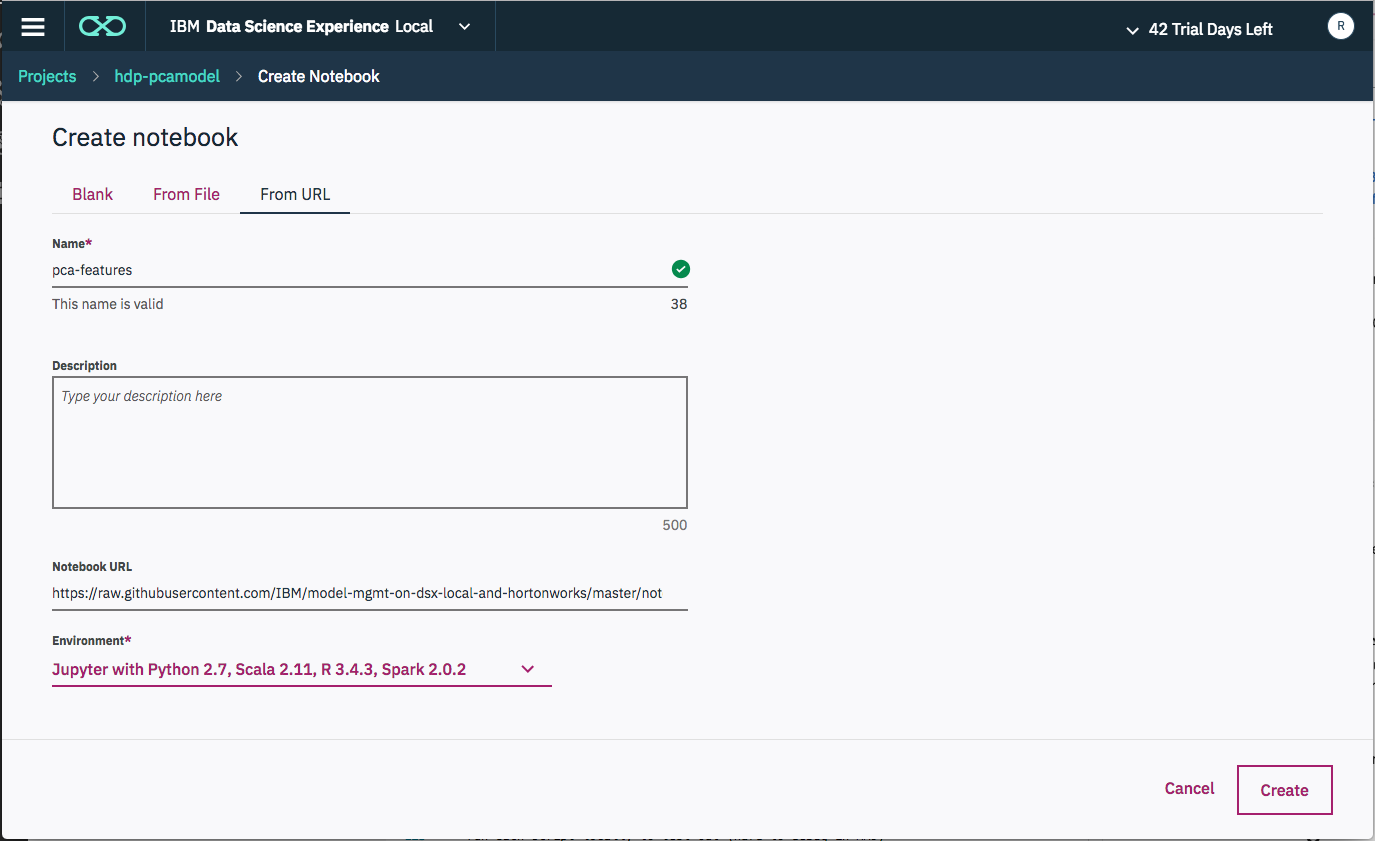 IBM Data Science Experience Local
42 Trial Days Left
R
Projects > hdp-pcamodel > Create Notebook
Create notebook
Blank From File From URL
Name*
pca-features
This name is valid 38
Description
Type your description here
500
Notebook URL
https://raw.githubusercontent.com/IBM/model-mgmt-on-dsx-local-and-hortonworks/master/not
Environment*
Jupyter with Python 2.7, Scala 2.11, R 3.4.3, Spark 2.0.2
Cancel Create